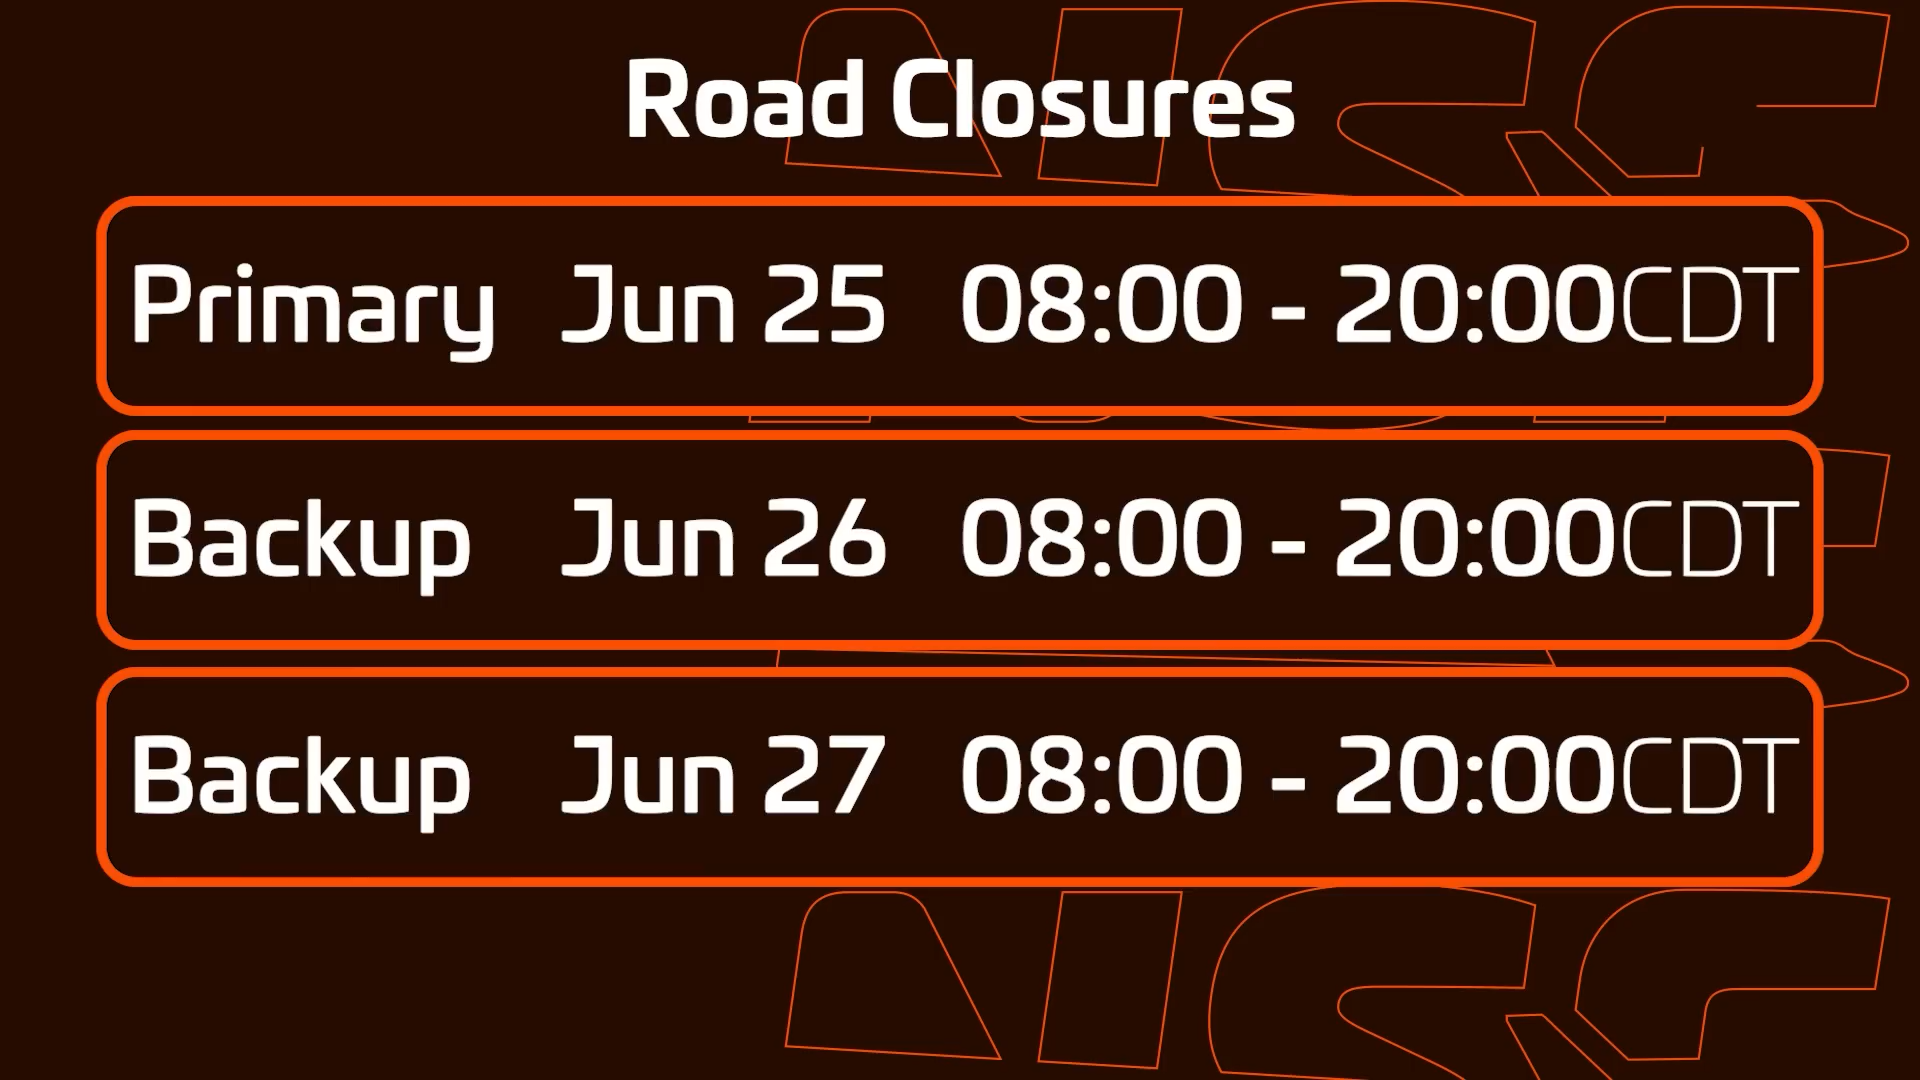 Road Closures
Primary Jun 25 08:00 - 20:00CDT
Backup Jun 26 08:00 - 20:00CDT
Backup Jun 27 08:00 - 20:00CDT